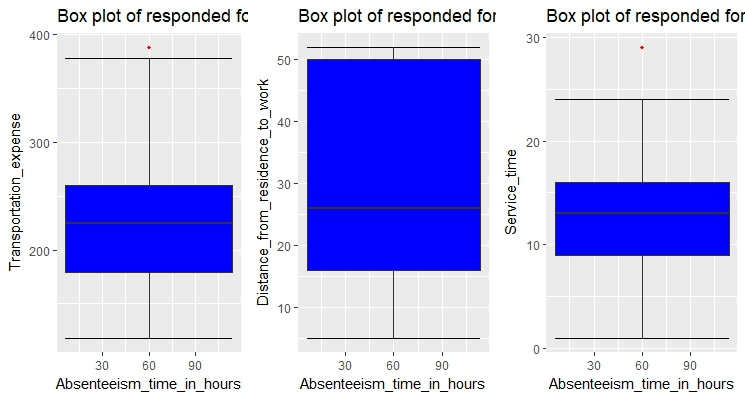 Box plot of responded fo
Transportation_expense
400
300
200
30 60 90
Absenteeism_time_in_hours
Box plot of responded for
Distance_from_residence_to_work
50
40
30
20
10
30 60 90
Absenteeism_time_in_hours
Box plot of responded for
Service_time
30
20
10
0
30 60 90
Absenteeism_time_in_hours